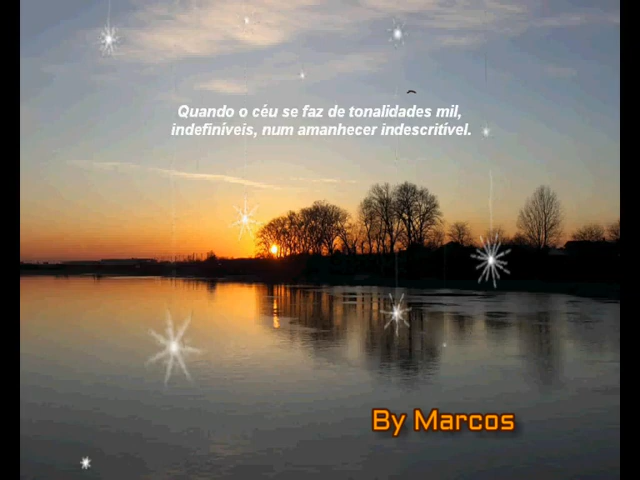 Quando o céu se faz de tonalidades mil,
indefiníveis, num amanhecer indescritível.
By Marcos